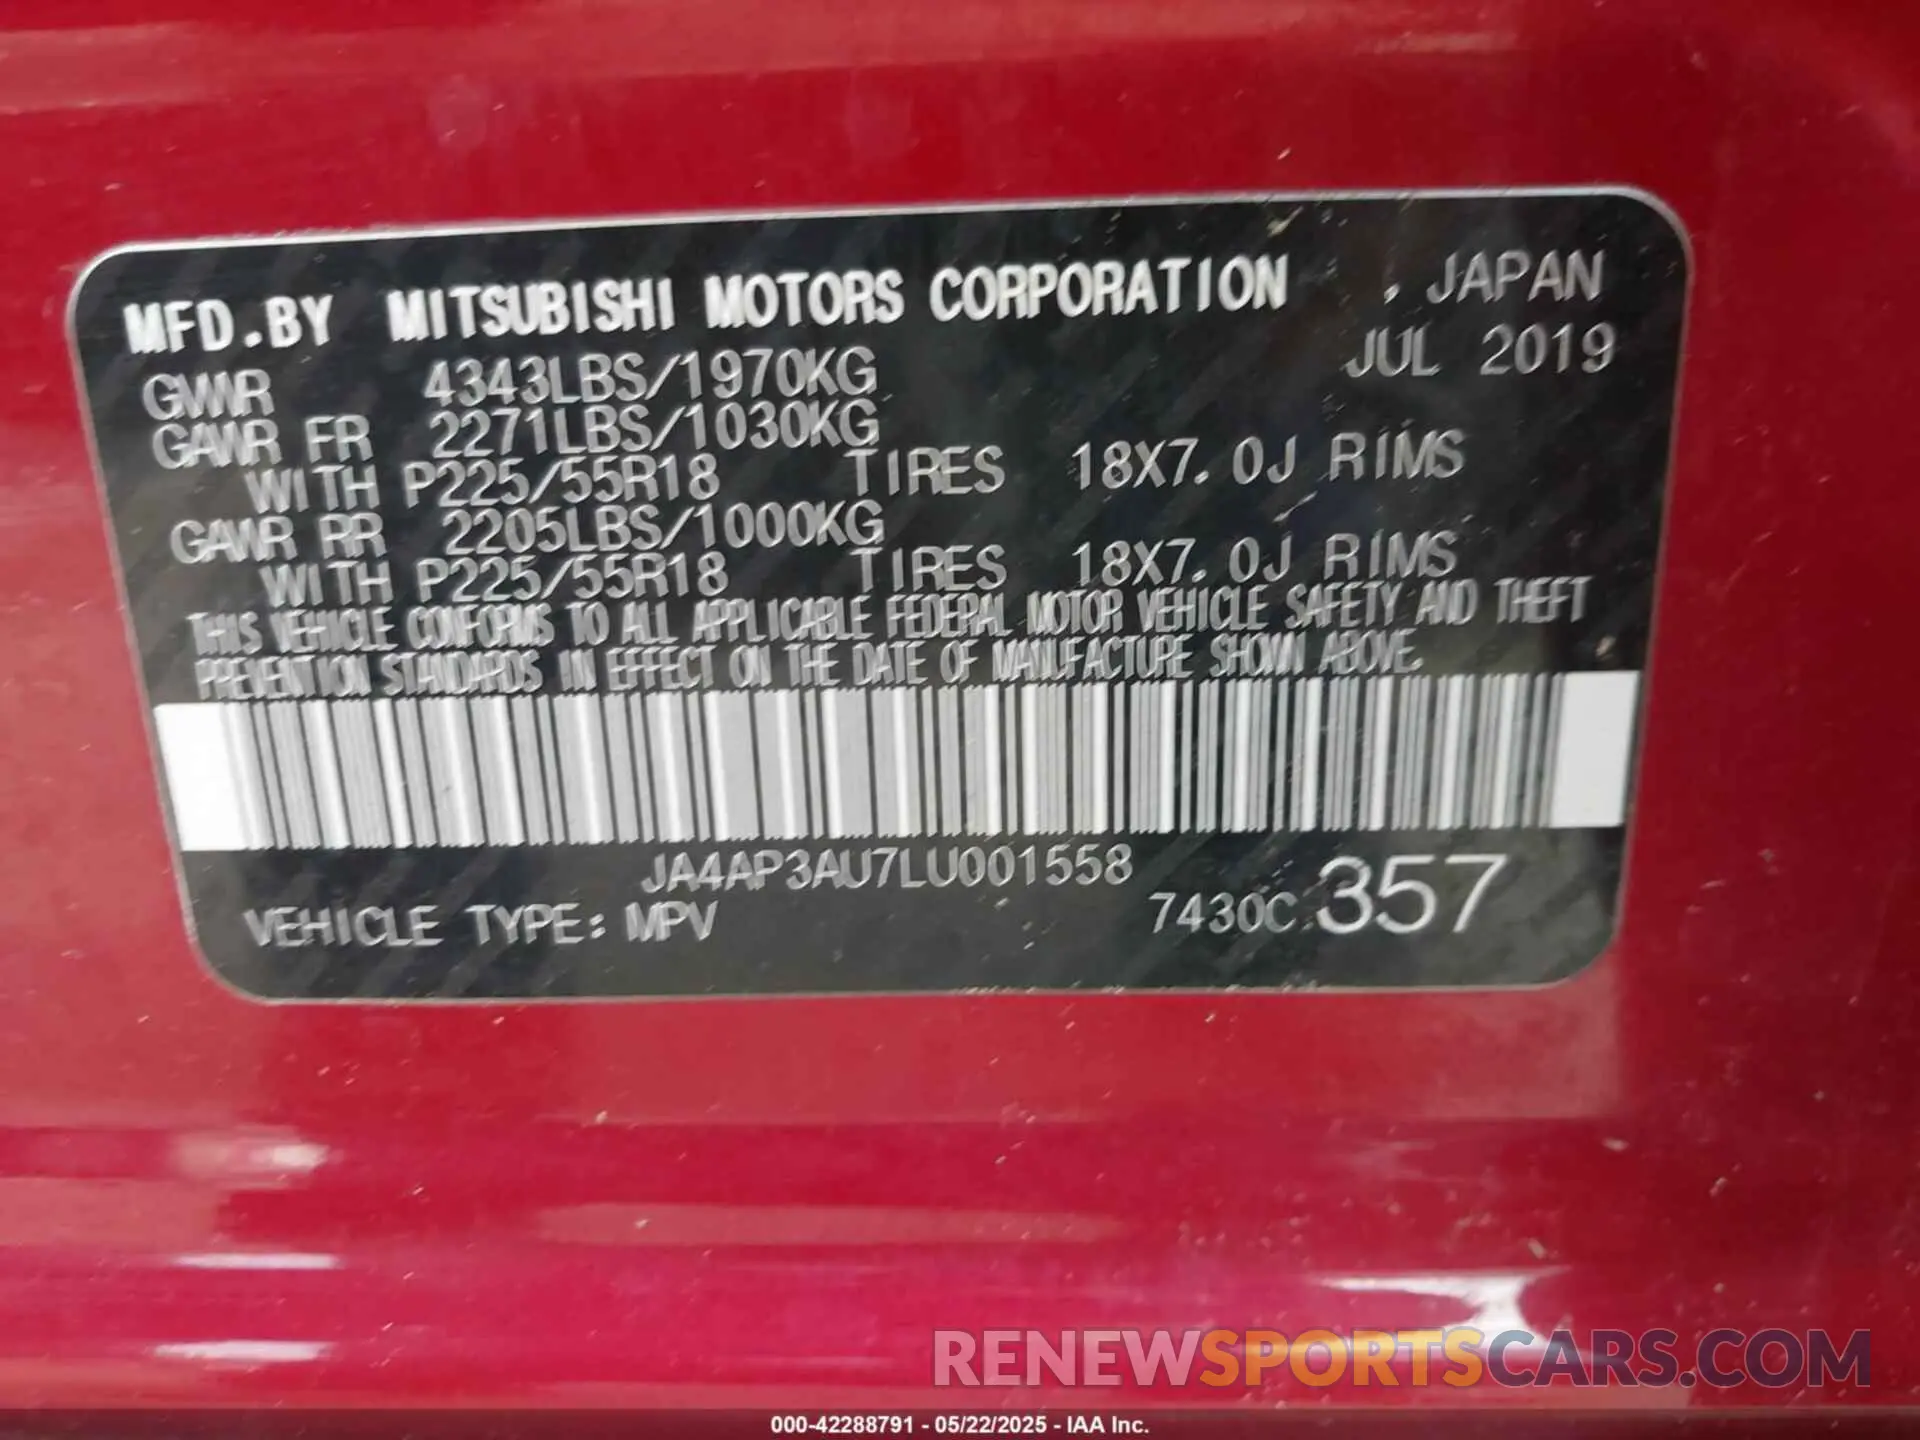 MFD.BY MITSUBISHI MOTORS CORPORATION , JAPAN
GVWR 4343LBS/1970KG JUL 2019
GAWR FR 2271LBS/1030KG
WITH P225/55R18 TIRES 18X7.0J RIMS
GAWR RR 2205LBS/1000KG
WITH P225/55R18 TIRES 18X7.0J RIMS
THIS VEHICLE CONFORMS TO ALL APPLICABLE FEDERAL MOTOR VEHICLE SAFETY AND THEFT
PREVENTION STANDARDS IN EFFECT ON THE DATE OF MANUFACTURE SHOWN ABOVE.
JA4AP3AU7LU001558
VEHICLE TYPE: MPV 7430C 357
RENEWSPORTSCARS.COM
000-42288791 - 05/22/2025 - IAA Inc.